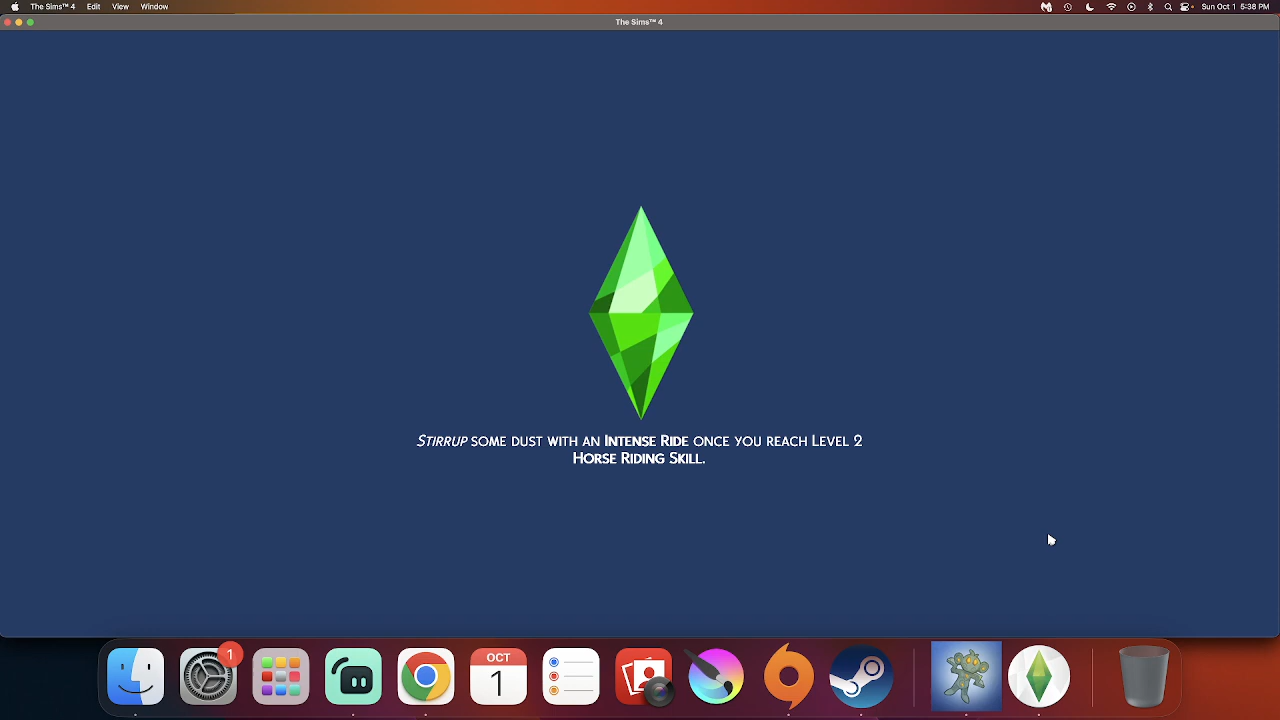 The Sims™ 4 Edit View Window Sun Oct 1 5:38 PM
The Sims™ 4
STIRRUP SOME DUST WITH AN INTENSE RIDE ONCE YOU REACH LEVEL 2
HORSE RIDING SKILL.
1
OCT
1